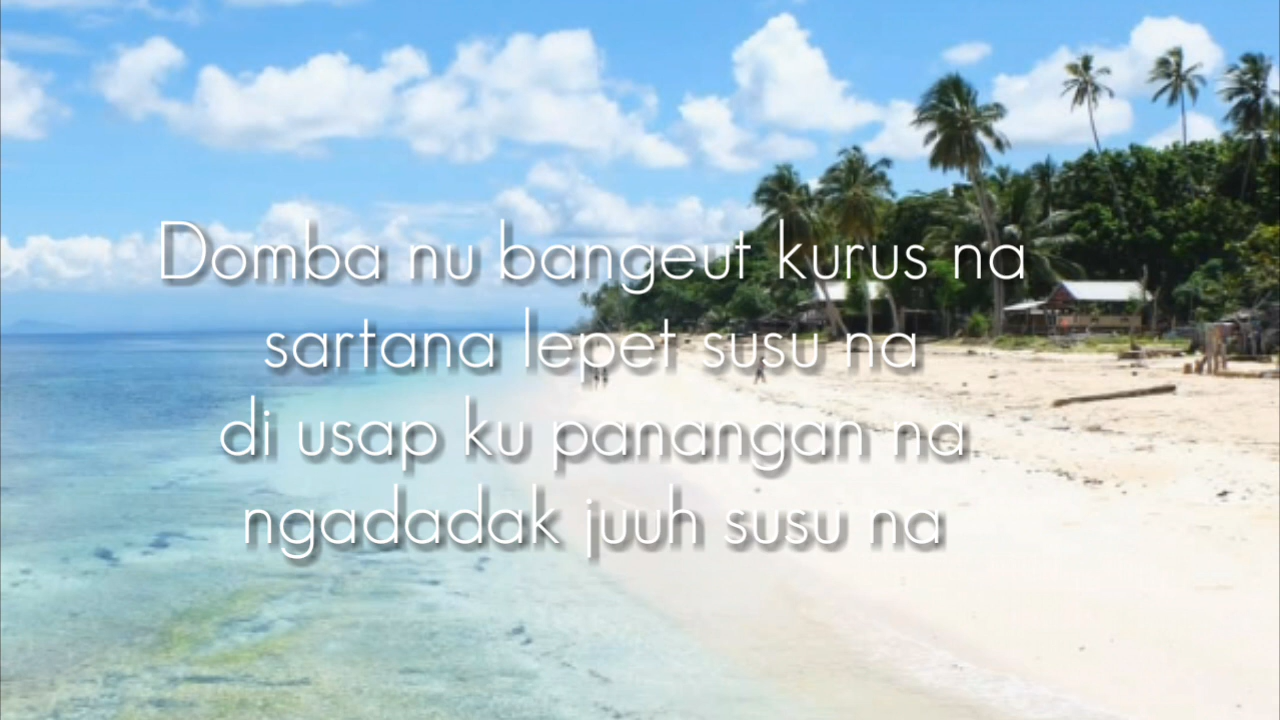 Domba nu bangeut kurus na
sartana lepet susu na
di usap ku panangan na
ngadadak juuh susu na